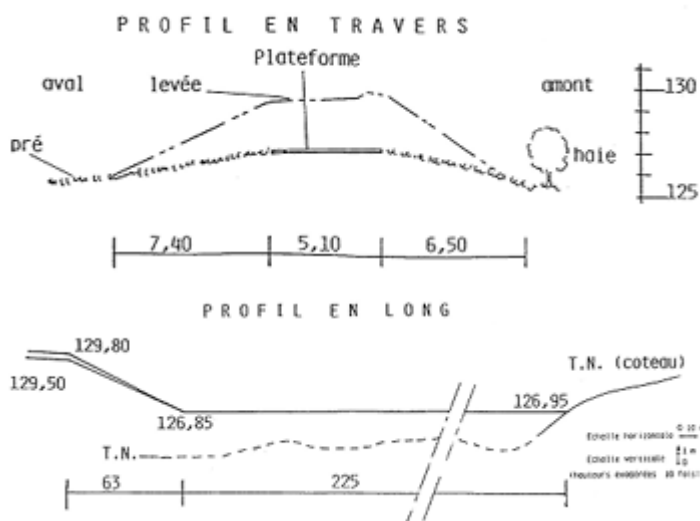 PROFIL EN TRAVERS
Plateforme
aval
levée
amont
130
pré
haie
125
7,40
5,10
6,50
PROFIL EN LONG
129,80
T.N. (coteau)
129,50
126,85
126,95
Echelle horizontale
T.N.
Echelle verticale
63
225